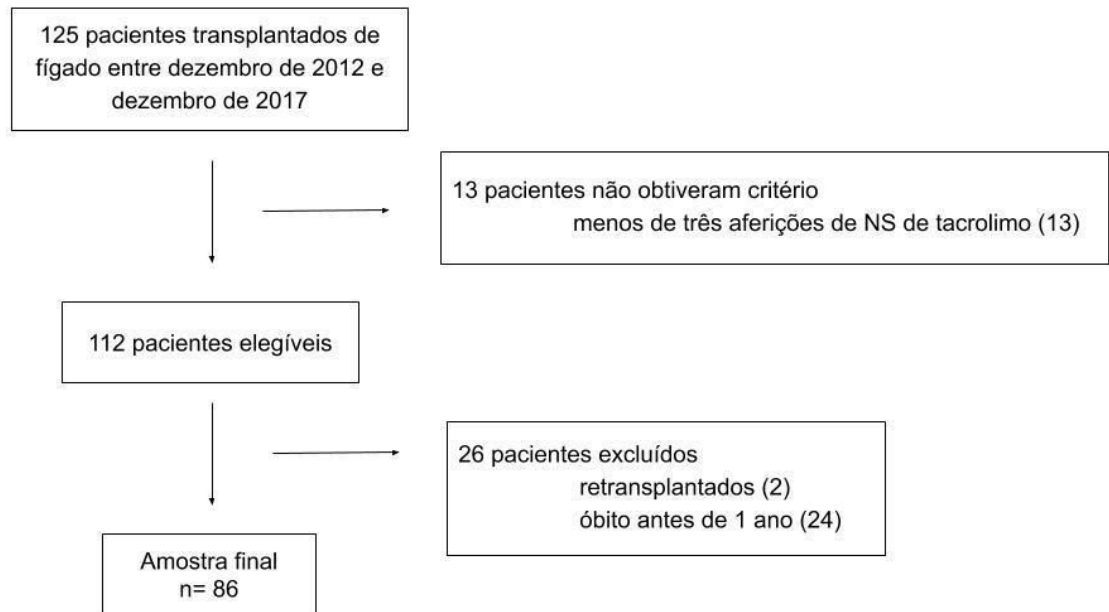 125 pacientes transplantados de
fígado entre dezembro de 2012 e
dezembro de 2017
13 pacientes não obtiveram critério
menos de três aferições de NS de tacrolimo (13)
112 pacientes elegíveis
26 pacientes excluídos
retransplantados (2)
óbito antes de 1 ano (24)
Amostra final
n= 86